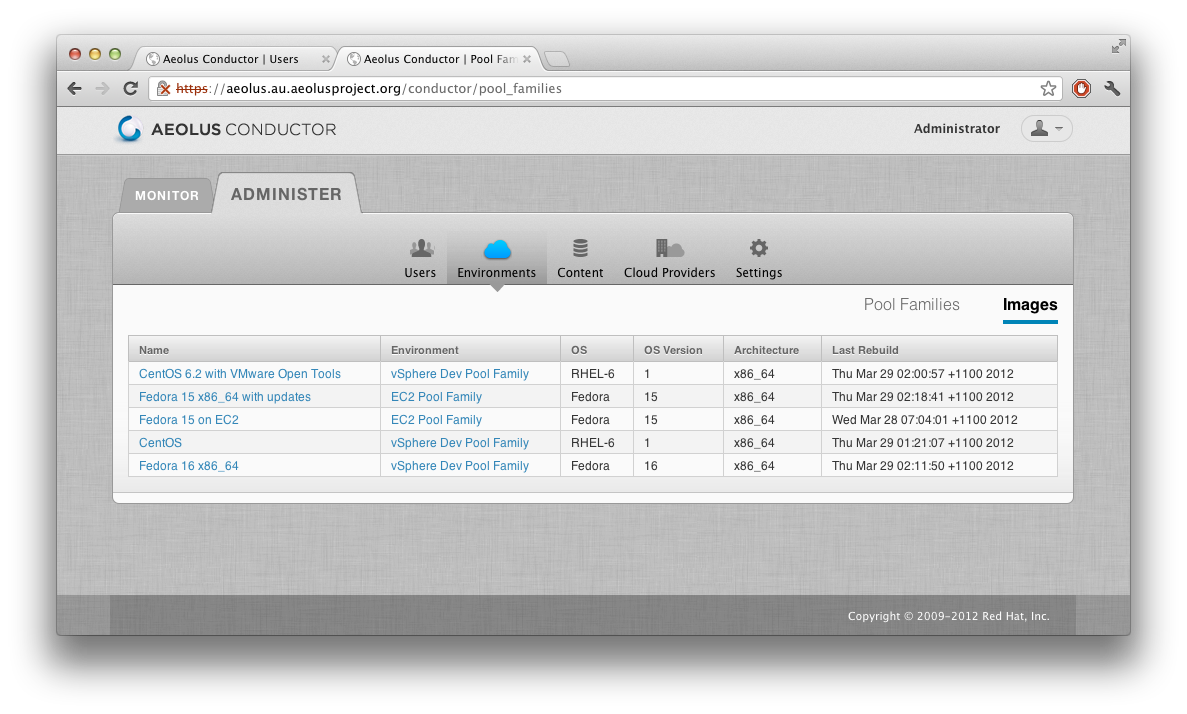 Aeolus Conductor | Users
Aeolus Conductor | Pool Fam
https://aeolus.au.aeolusproject.org/conductor/pool_families
AEOLUS CONDUCTOR
Administrator
MONITOR
ADMINISTER
Users
Environments
Content
Cloud Providers
Settings
Pool Families
Images
Name Environment OS OS Version Architecture Last Rebuild
CentOS 6.2 with VMware Open Tools vSphere Dev Pool Family RHEL-6 1 x86_64 Thu Mar 29 02:00:57 +1100 2012
Fedora 15 x86_64 with updates EC2 Pool Family Fedora 15 x86_64 Thu Mar 29 02:18:41 +1100 2012
Fedora 15 on EC2 EC2 Pool Family Fedora 15 x86_64 Wed Mar 28 07:04:01 +1100 2012
CentOS vSphere Dev Pool Family RHEL-6 1 x86_64 Thu Mar 29 01:21:07 +1100 2012
Fedora 16 x86_64 vSphere Dev Pool Family Fedora 16 x86_64 Thu Mar 29 02:11:50 +1100 2012
Copyright © 2009-2012 Red Hat, Inc.